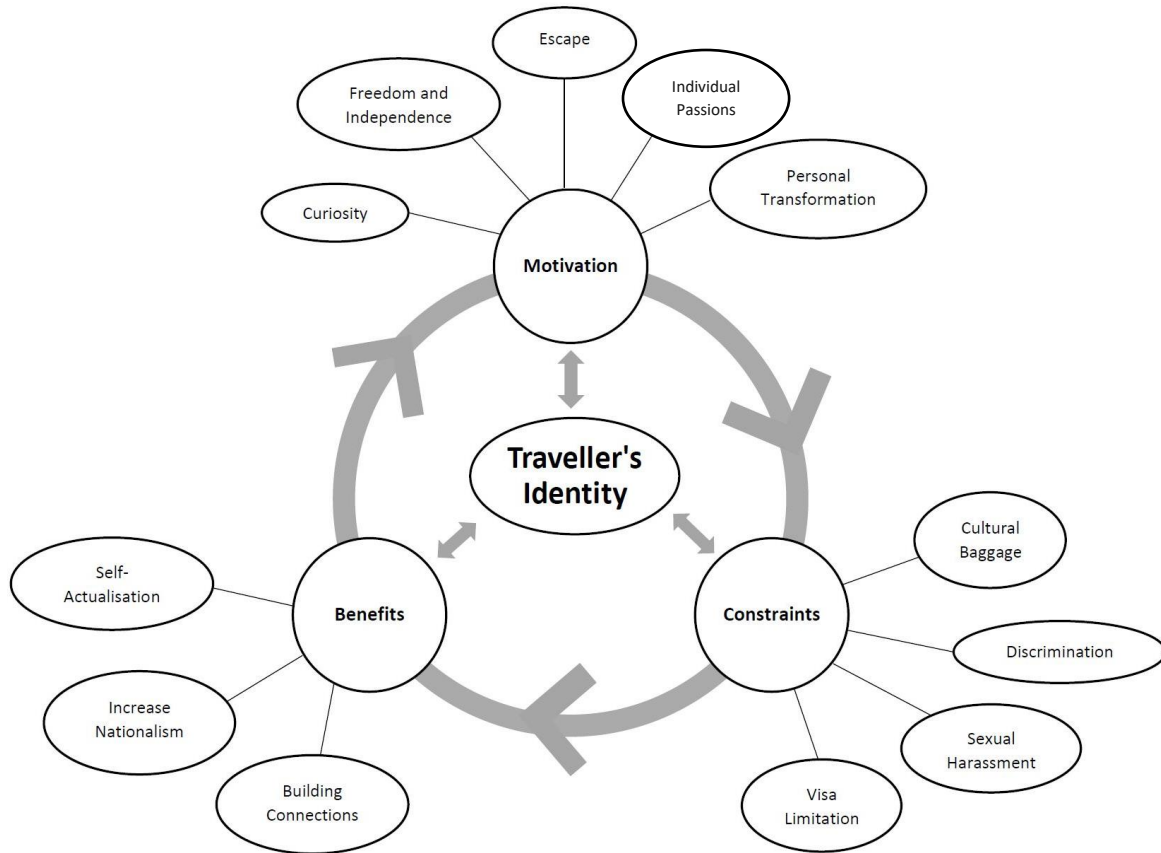 Escape
Individual
Passions
Freedom and
Independence
Personal
Transformation
Curiosity
Motivation
Traveller's
Identity
Cultural
Baggage
Self-
Actualisation
Benefits
Constraints
Discrimination
Increase
Nationalism
Sexual
Harassment
Building
Connections
Visa
Limitation